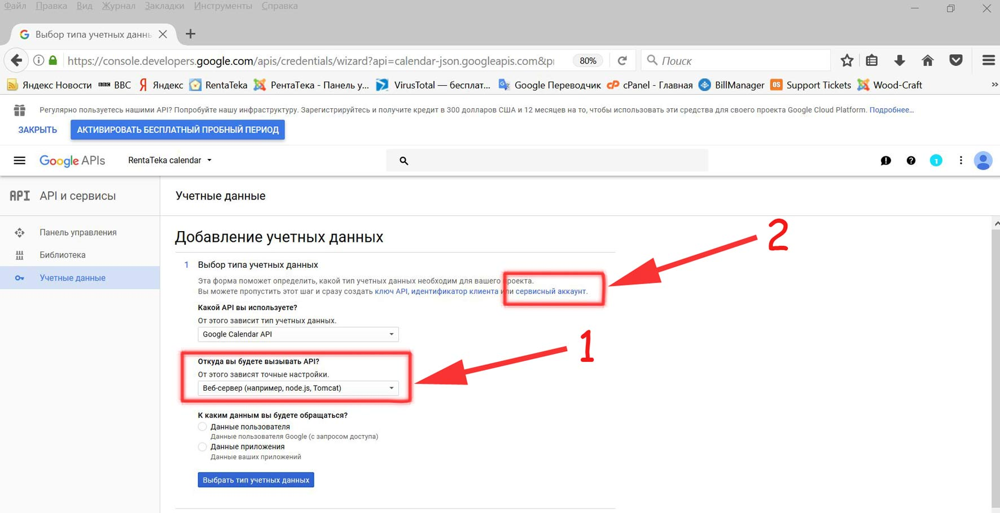 Файл Правка Вид Журнал Закладки Инструменты Справка
Выбор типа учетных данны
https://console.developers.google.com/apis/credentials/wizard?api=calendar-json.googleapis.com&pr 80% Поиск
Яндекс Новости BBC BBC Я Яндекс RentaTeka РентаТека - Панель у... VirusTotal — бесплат... Google Переводчик cP cPanel - Главная BillManager OS Support Tickets Wood-Craft »
Регулярно пользуетесь нашими API? Попробуйте нашу инфраструктуру. Зарегистрируйтесь и получите кредит в 300 долларов США и 12 месяцев на то, чтобы использовать эти средства для своего проекта Google Cloud Platform. Подробнее...
ЗАКРЫТЬ АКТИВИРОВАТЬ БЕСПЛАТНЫЙ ПРОБНЫЙ ПЕРИОД
Google APIs RentaTeka calendar 1
API API и сервисы Учетные данные
Панель управления
Библиотека
Учетные данные
Добавление учетных данных
2
1 Выбор типа учетных данных
Эта форма поможет определить, какой тип учетных данных необходим для вашего проекта.
Вы можете пропустить этот шаг и сразу создать ключ API, идентификатор клиента или сервисный аккаунт.
Какой API вы используете?
От этого зависит тип учетных данных.
Google Calendar API
1
Откуда вы будете вызывать API?
От этого зависят точные настройки.
Веб-сервер (например, node.js, Tomcat)
К каким данным вы будете обращаться?
Данные пользователя
Данные пользователя Google (с запросом доступа)
Данные приложения
Данные ваших приложений
Выбрать тип учетных данных